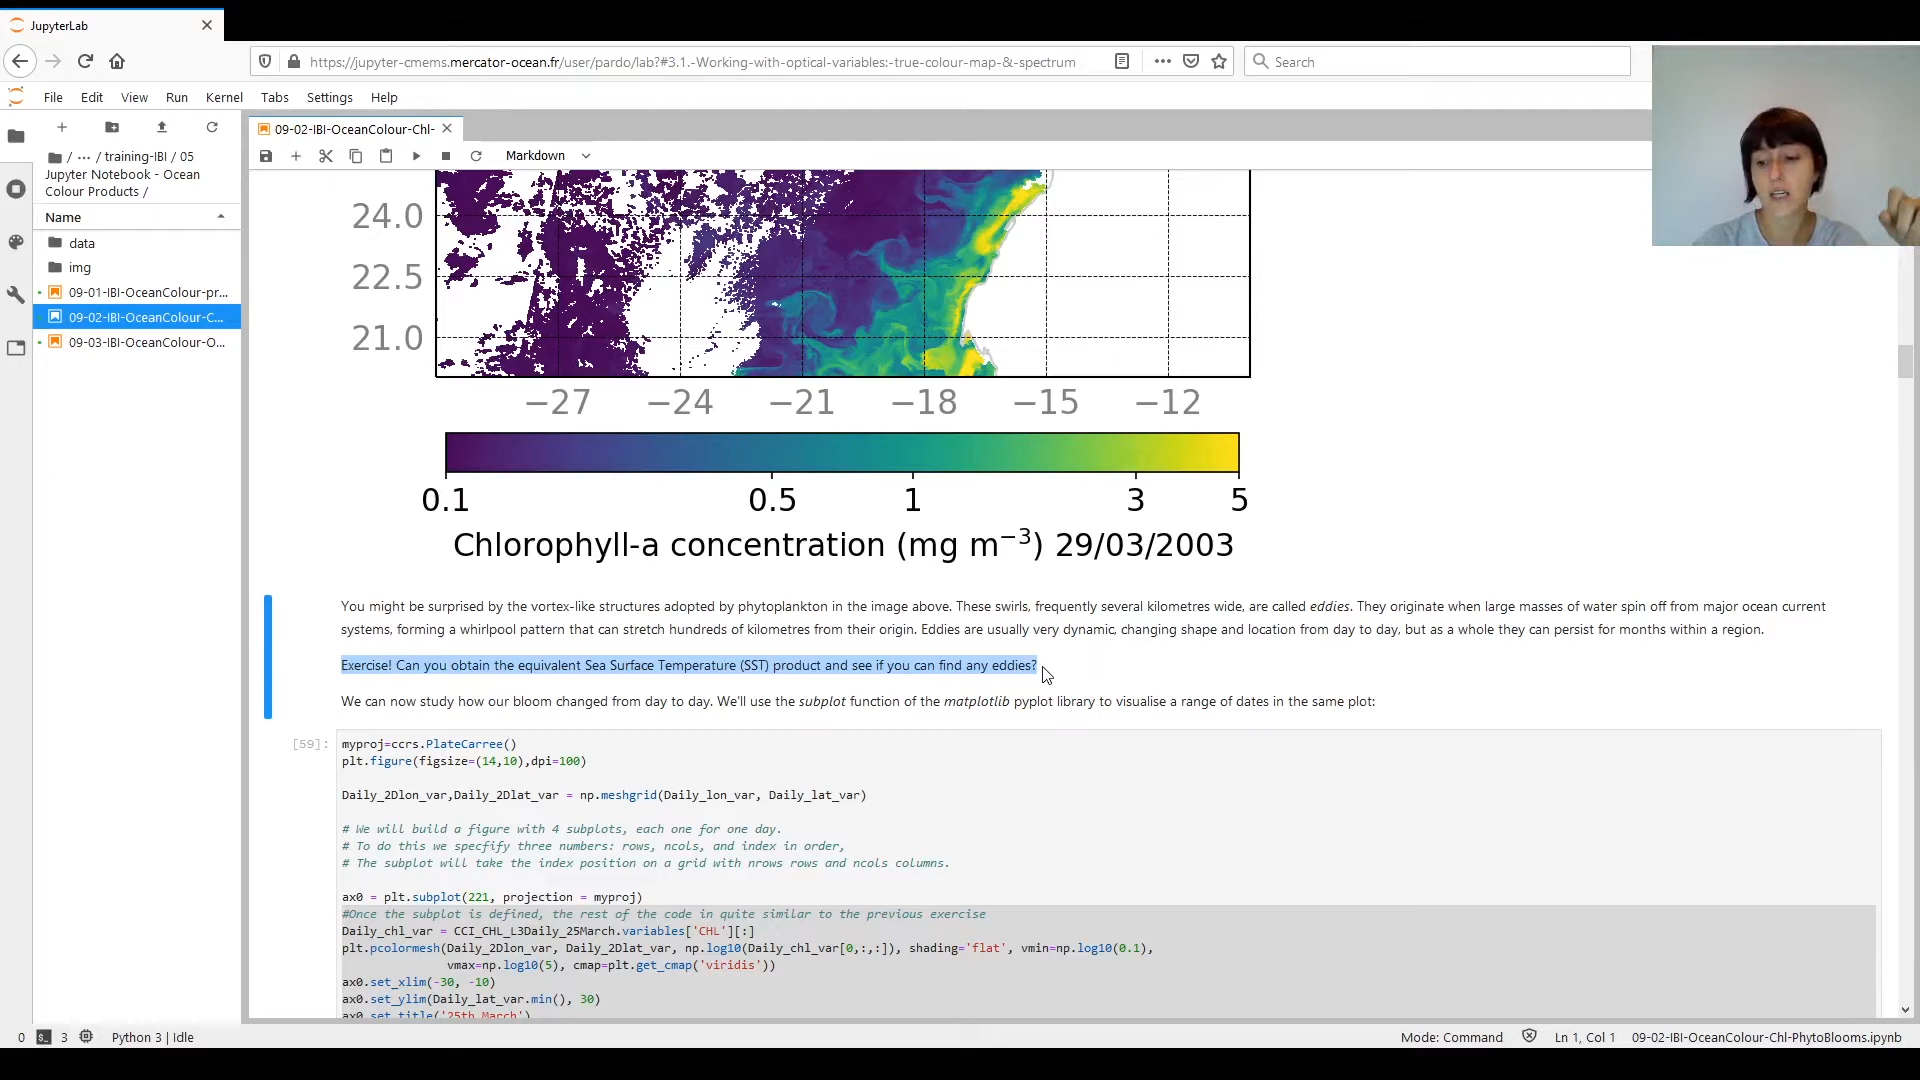 JupyterLab
https://jupyter-cmems.mercator-ocean.fr/user/pardo/lab?#3.1.-Working-with-optical-variables:-true-colour-map-&-spectrum
Search
File Edit View Run Kernel Tabs Settings Help
09-02-IBI-OceanColour-Chl-
Markdown
/ ··· / training-IBI / 05
Jupyter Notebook - Ocean
Colour Products /
Name
data
img
09-01-IBI-OceanColour-pr...
09-02-IBI-OceanColour-C...
09-03-IBI-OceanColour-O...
24.0
22.5
21.0
−27 −24 −21 −18 −15 −12
0.1 0.5 1 3 5
Chlorophyll-a concentration (mg m⁻³) 29/03/2003
You might be surprised by the vortex-like structures adopted by phytoplankton in the image above. These swirls, frequently several kilometres wide, are called eddies. They originate when large masses of water spin off from major ocean current
systems, forming a whirlpool pattern that can stretch hundreds of kilometres from their origin. Eddies are usually very dynamic, changing shape and location from day to day, but as a whole they can persist for months within a region.
Exercise! Can you obtain the equivalent Sea Surface Temperature (SST) product and see if you can find any eddies?
We can now study how our bloom changed from day to day. We'll use the subplot function of the matplotlib pyplot library to visualise a range of dates in the same plot:
[59]: myproj=ccrs.PlateCarree()
plt.figure(figsize=(14,10),dpi=100)
Daily_2Dlon_var,Daily_2Dlat_var = np.meshgrid(Daily_lon_var, Daily_lat_var)
# We will build a figure with 4 subplots, each one for one day.
# To do this we specfify three numbers: rows, ncols, and index in order,
# The subplot will take the index position on a grid with nrows rows and ncols columns.
ax0 = plt.subplot(221, projection = myproj)
#Once the subplot is defined, the rest of the code in quite similar to the previous exercise
Daily_chl_var = CCI_CHL_L3Daily_25March.variables['CHL'][:]
plt.pcolormesh(Daily_2Dlon_var, Daily_2Dlat_var, np.log10(Daily_chl_var[0,:,:]), shading='flat', vmin=np.log10(0.1),
vmax=np.log10(5), cmap=plt.get_cmap('viridis'))
ax0.set_xlim(-30, -10)
ax0.set_ylim(Daily_lat_var.min(), 30)
ax0.set_title('25th March')
0 3 Python 3 | Idle
Mode: Command Ln 1, Col 1 09-02-IBI-OceanColour-Chl-PhytoBlooms.ipynb